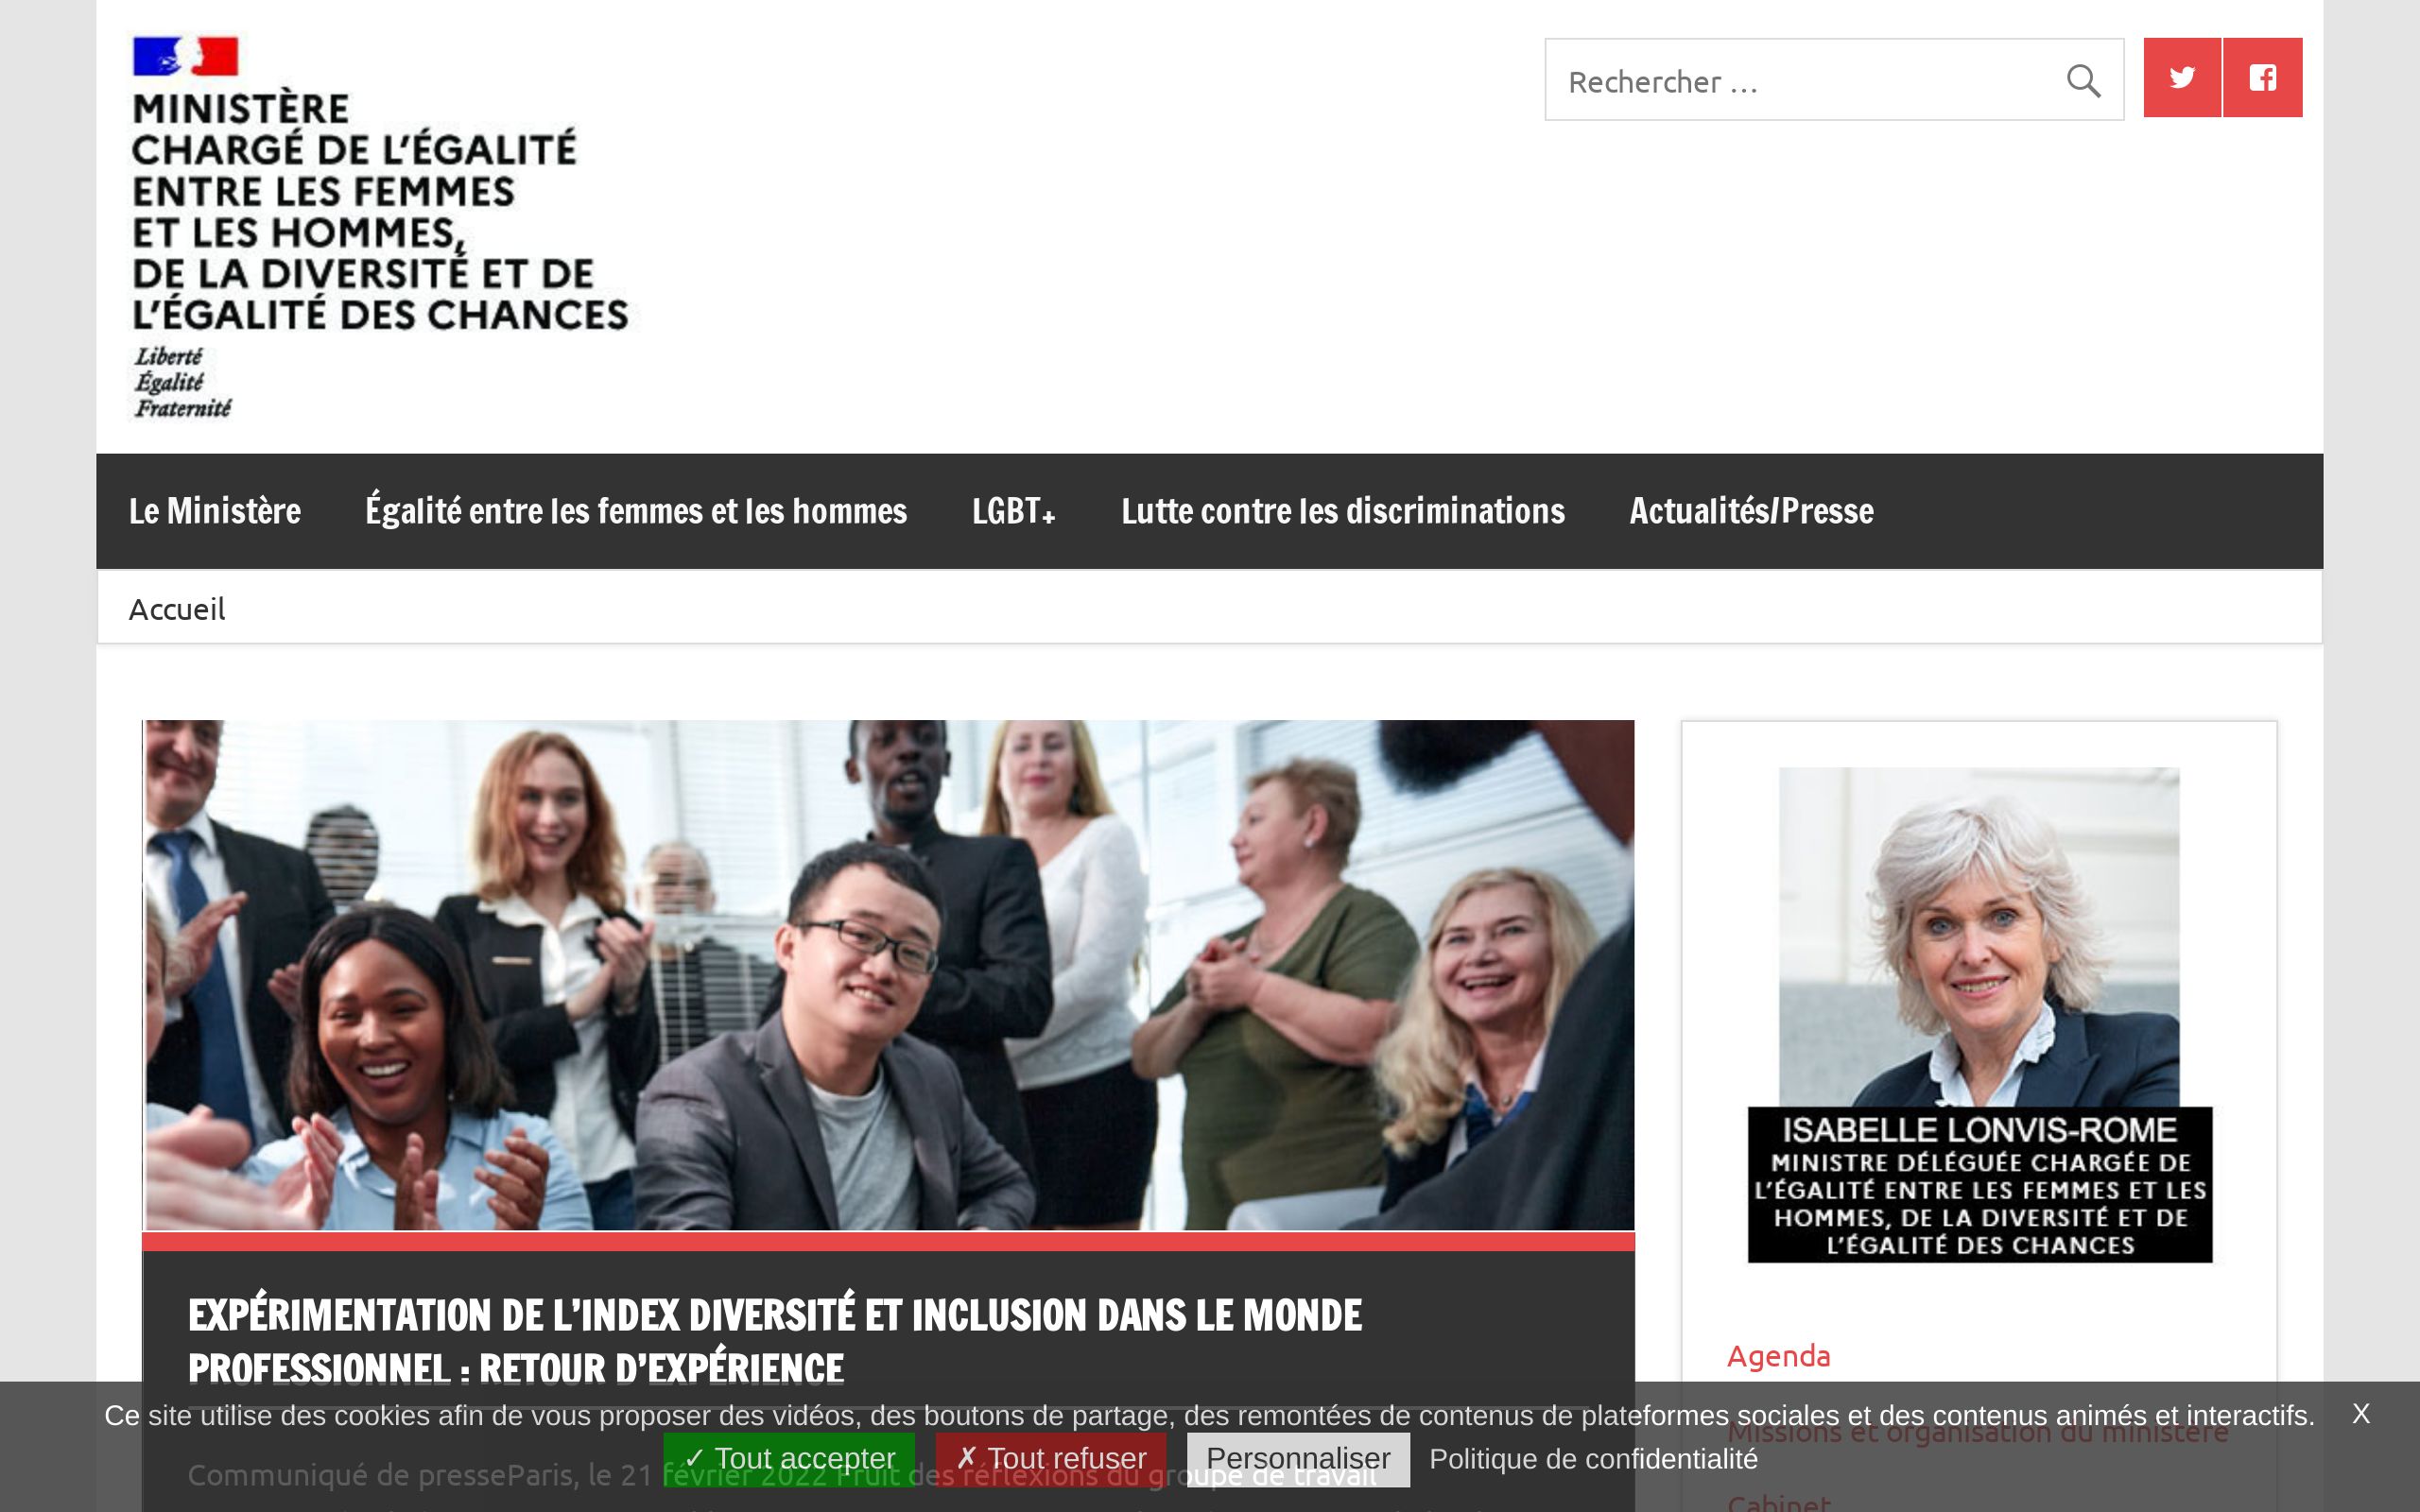 MINISTÈRE
CHARGÉ DE L'ÉGALITÉ
ENTRE LES FEMMES
ET LES HOMMES,
DE LA DIVERSITÉ ET DE
L'ÉGALITÉ DES CHANCES
Liberté
Égalité
Fraternité
Rechercher …
Le Ministère Égalité entre les femmes et les hommes LGBT+ Lutte contre les discriminations Actualités/Presse
Accueil
ISABELLE LONVIS-ROME
MINISTRE DÉLÉGUÉE CHARGÉE DE
L'ÉGALITÉ ENTRE LES FEMMES ET LES
HOMMES, DE LA DIVERSITÉ ET DE
L'ÉGALITÉ DES CHANCES
EXPÉRIMENTATION DE L'INDEX DIVERSITÉ ET INCLUSION DANS LE MONDE
PROFESSIONNEL : RETOUR D'EXPÉRIENCE
Agenda
Ce site utilise des cookies afin de vous proposer des vidéos, des boutons de partage, des remontées de contenus de plateformes sociales et des contenus animés et interactifs. X
Missions et organisation du ministère
✓ Tout accepter ✗ Tout refuser Personnaliser Politique de confidentialité
Communiqué de presseParis, le 21 février 2022 Fruit des réflexions du groupe de travail
Cabinet